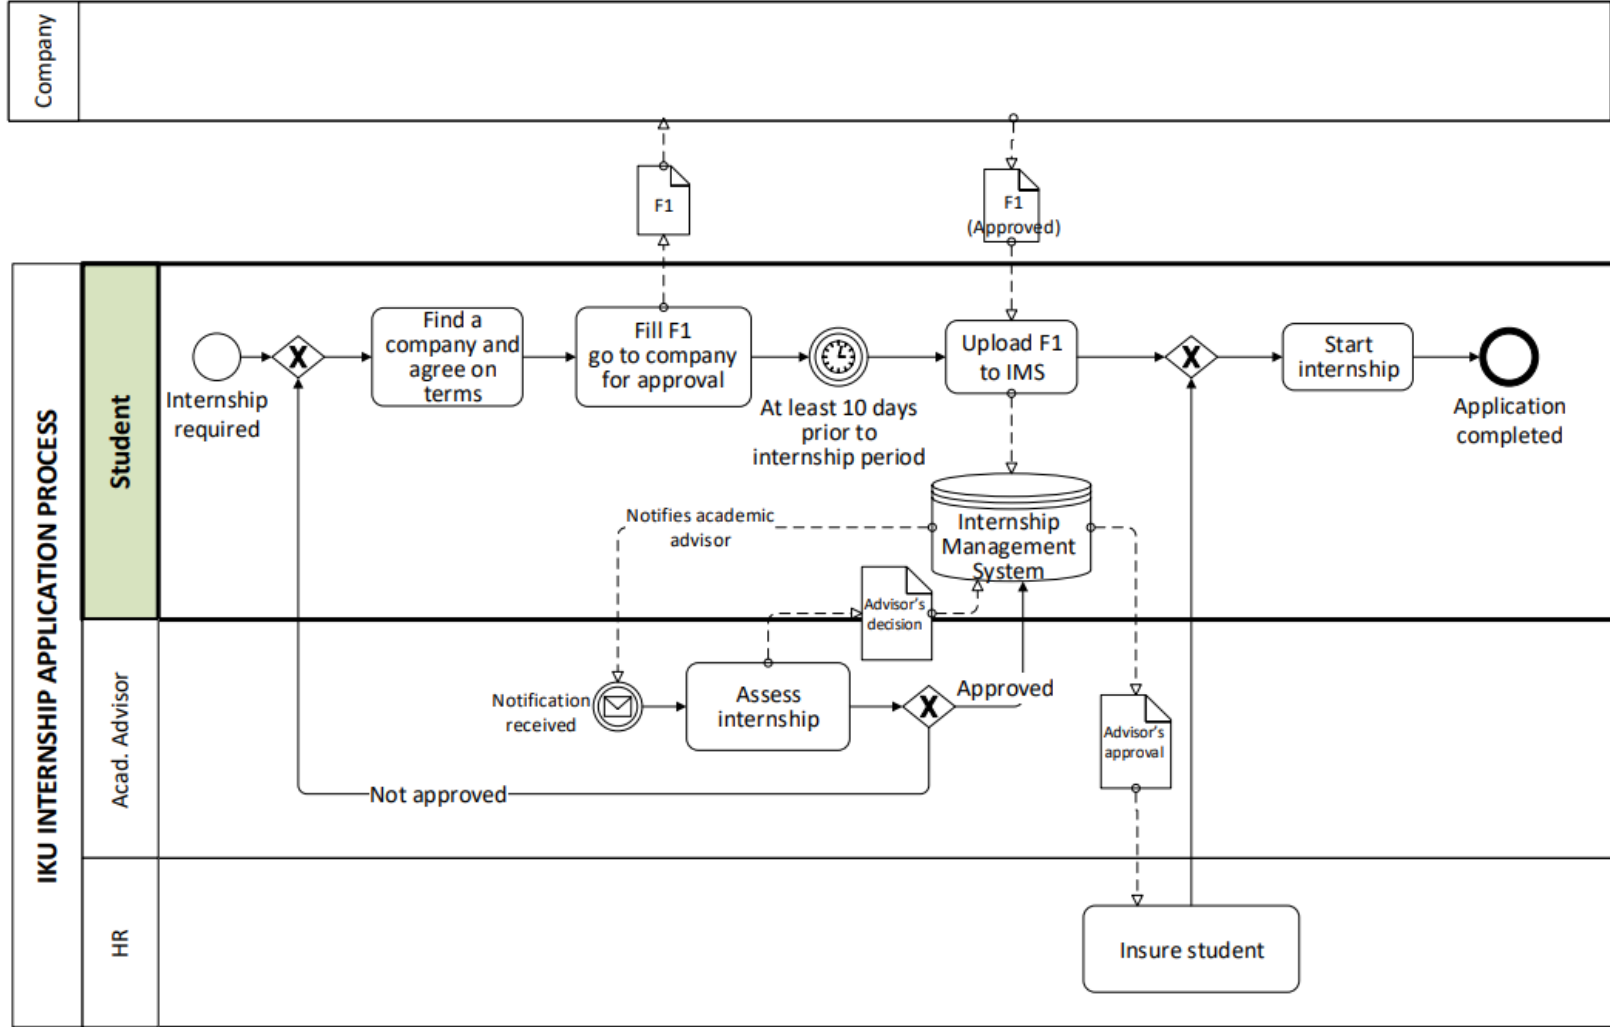 Company
F1
F1
(Approved)
IKU INTERNSHIP APPLICATION PROCESS
Student
Internship
required
X
Find a
company and
agree on
terms
Fill F1
go to company
for approval
At least 10 days
prior to
internship period
Upload F1
to IMS
X
Start
internship
Application
completed
Notifies academic
advisor
Internship
Management
System
Advisor's
decision
Acad. Advisor
Notification
received
Assess
internship
X
Approved
Not approved
Advisor's
approval
HR
Insure student